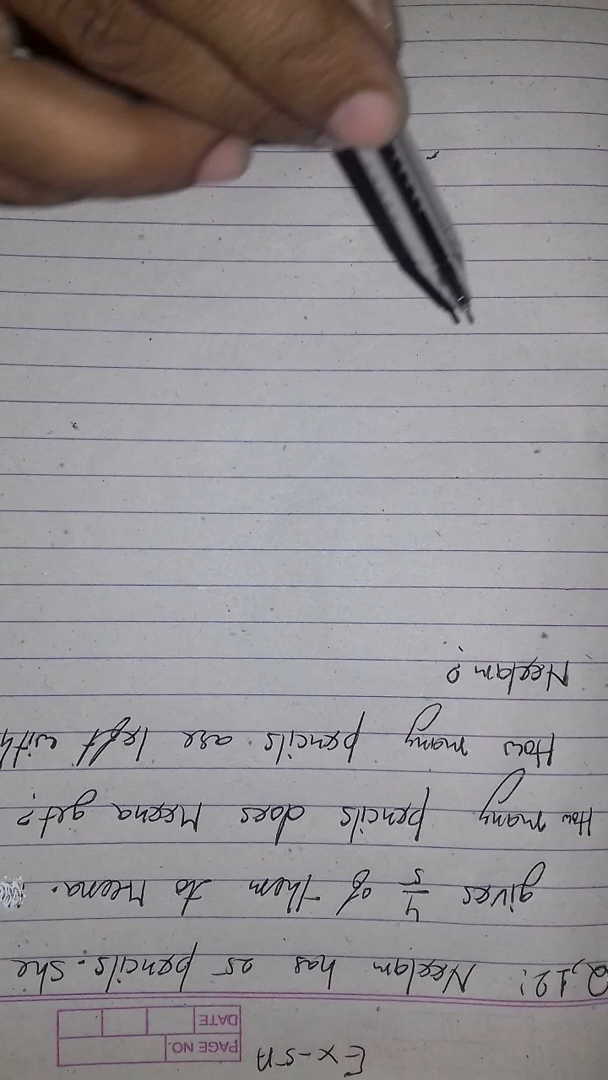 Ex-5A
PAGE NO.
DATE
Q,12: Neelam has 25 pencils. She
gives 4/5 of them to Meena.
How many pencils does Meena get?
How many pencils are left with
Neelam?